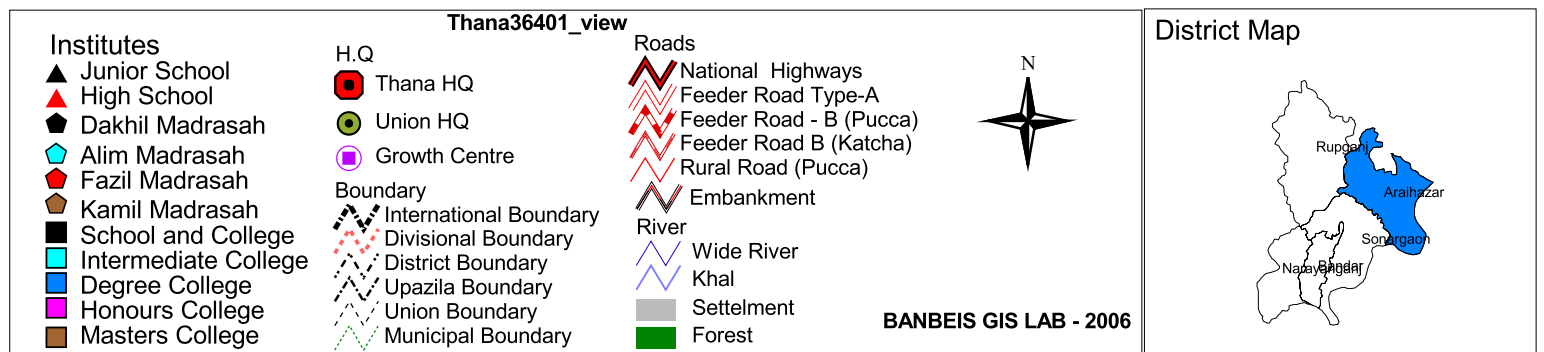 Thana36401_view
Institutes
Junior School
High School
Dakhil Madrasah
Alim Madrasah
Fazil Madrasah
Kamil Madrasah
School and College
Intermediate College
Degree College
Honours College
Masters College
H.Q
Thana HQ
Union HQ
Growth Centre
Boundary
International Boundary
Divisional Boundary
District Boundary
Upazila Boundary
Union Boundary
Municipal Boundary
Roads
National Highways
Feeder Road Type-A
Feeder Road - B (Pucca)
Feeder Road B (Katcha)
Rural Road (Pucca)
Embankment
River
Wide River
Khal
Settelment
Forest
N
BANBEIS GIS LAB - 2006
District Map
Rupganj
Araihazar
Sonargaon
Narayanganj
Bandar